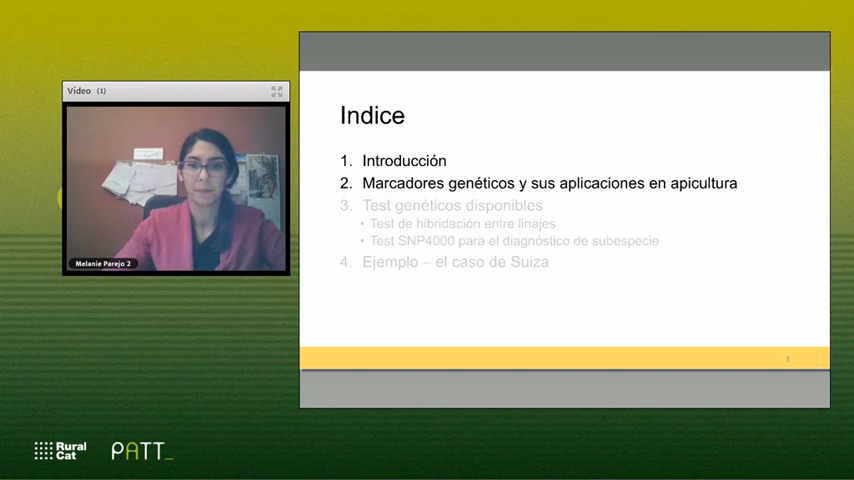 Vídeo (1)
Melanie Parejo 2
Indice
1. Introducción
2. Marcadores genéticos y sus aplicaciones en apicultura
3. Test genéticos disponibles
• Test de hibridación entre linajes
• Test SNP4000 para el diagnóstico de subespecie
4. Ejemplo – el caso de Suiza
3
Rural
Cat
PATT_